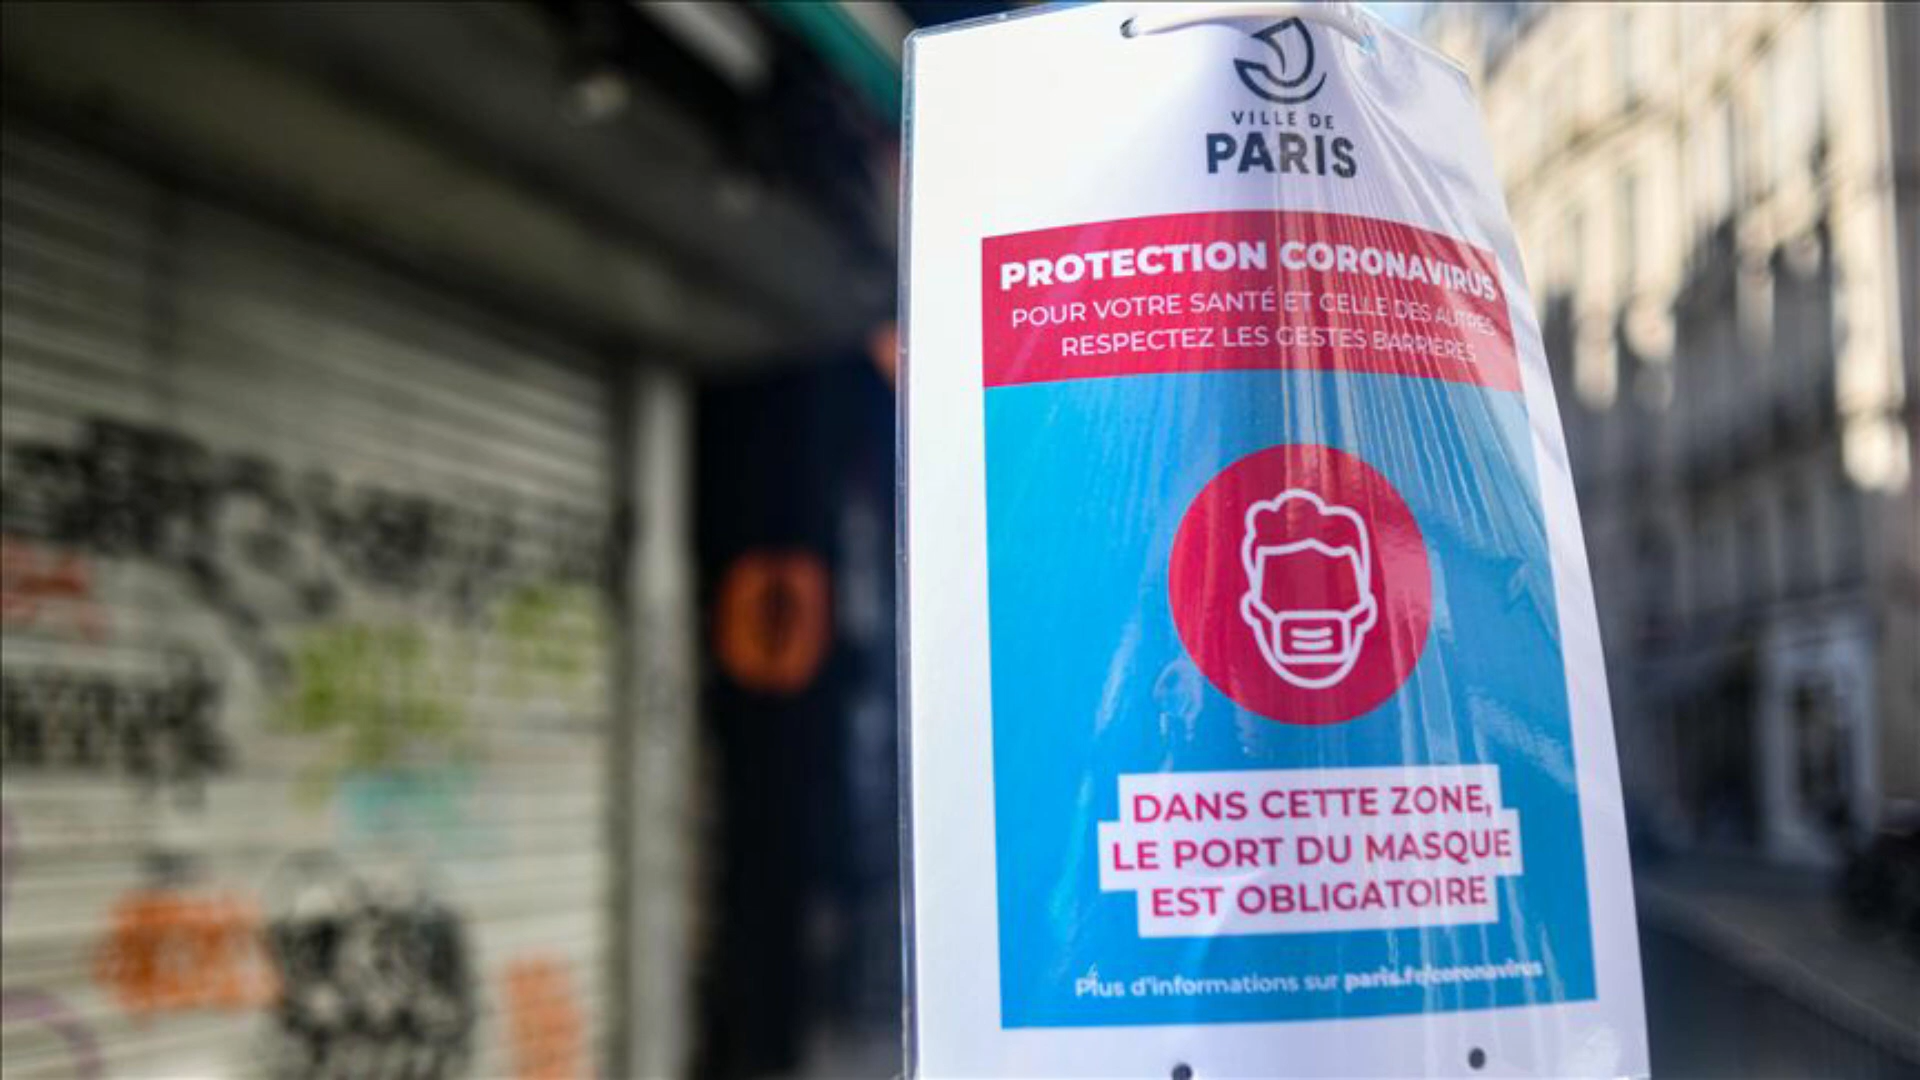 VILLE DE
PARIS
PROTECTION CORONAVIRUS
POUR VOTRE SANTÉ ET CELLE DES AUTRES
RESPECTEZ LES GESTES BARRIÈRES
DANS CETTE ZONE,
LE PORT DU MASQUE
EST OBLIGATOIRE
Plus d'informations sur paris.fr/coronavirus